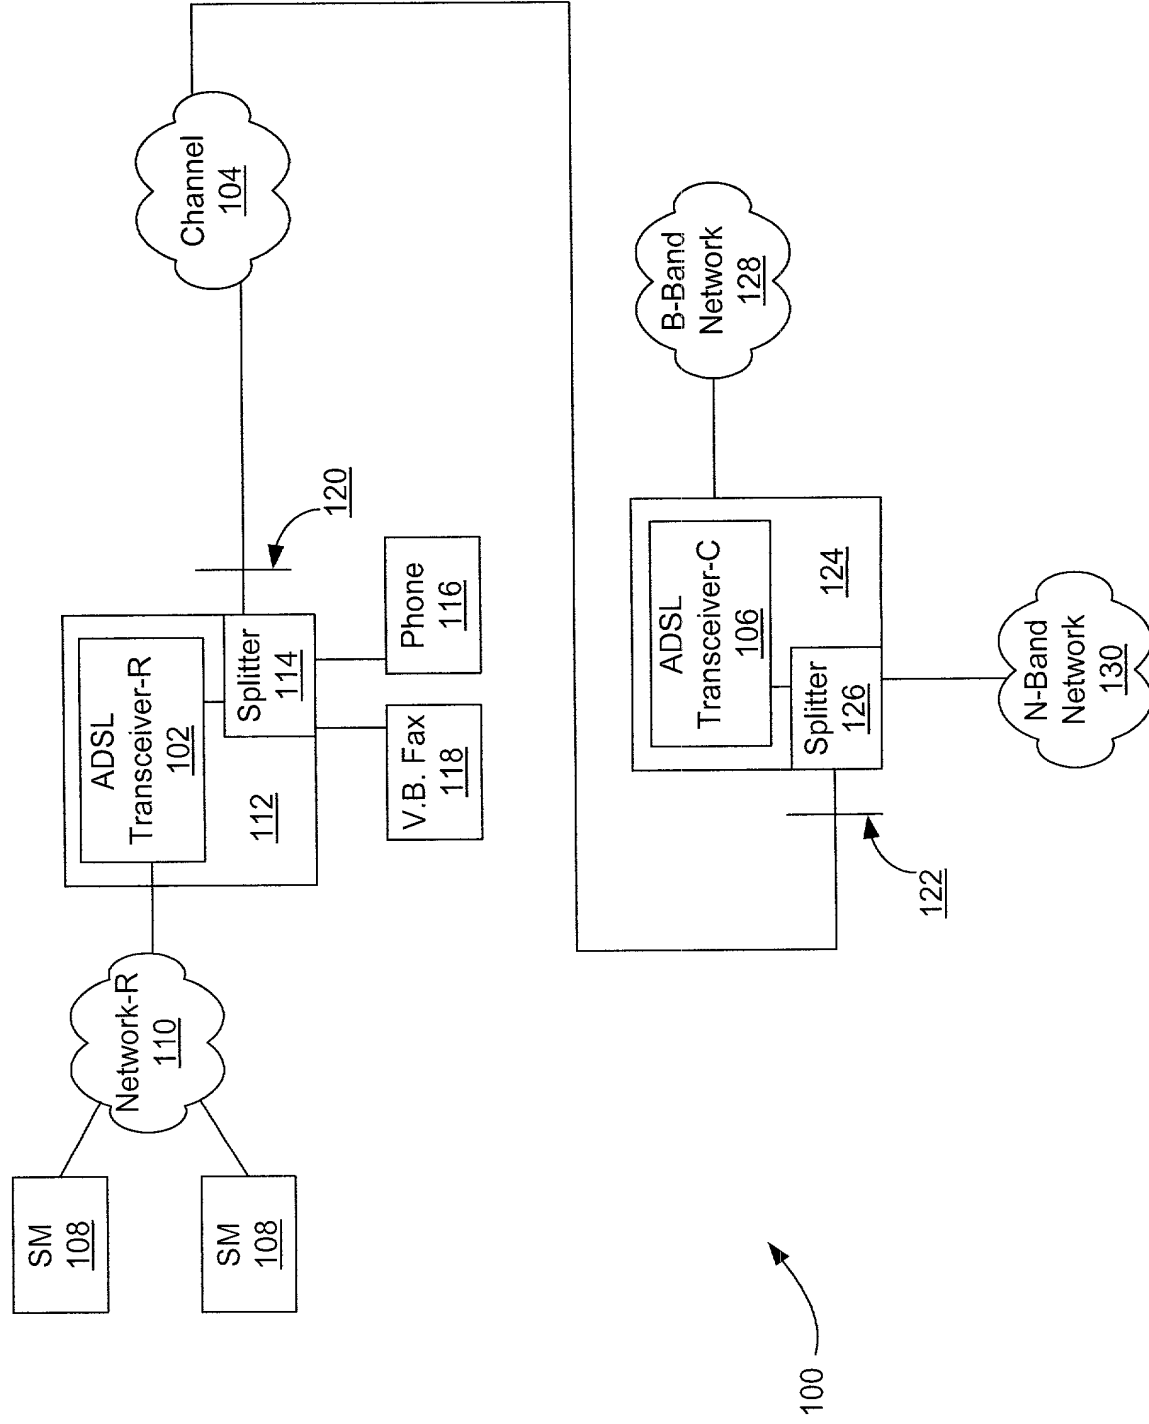 SM
108
SM
108
Network-R
110
ADSL
Transceiver-R
102
112
Splitter
114
V.B. Fax
118
Phone
116
120
Channel
104
122
ADSL
Transceiver-C
106
Splitter
126
124
B-Band
Network
128
N-Band
Network
130
100